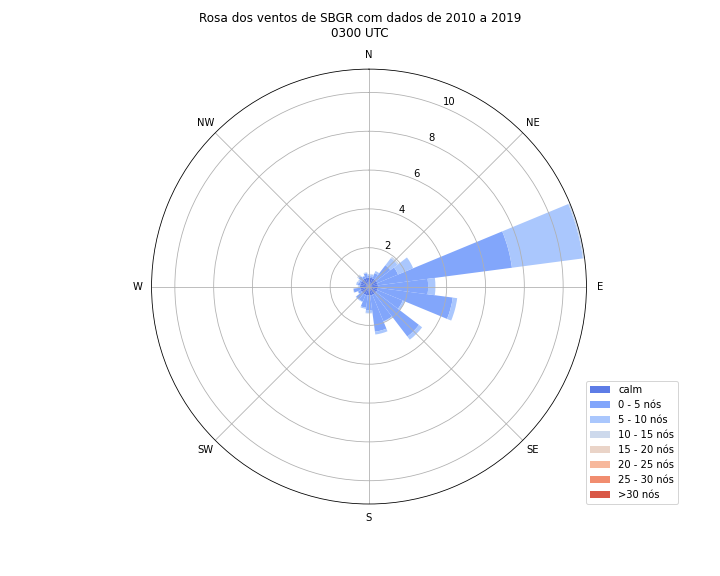 Rosa dos ventos de SBGR com dados de 2010 a 2019
0300 UTC
N
NW
NE
10
8
6
4
2
W
E
SW
SE
S
calm
0 - 5 nós
5 - 10 nós
10 - 15 nós
15 - 20 nós
20 - 25 nós
25 - 30 nós
>30 nós